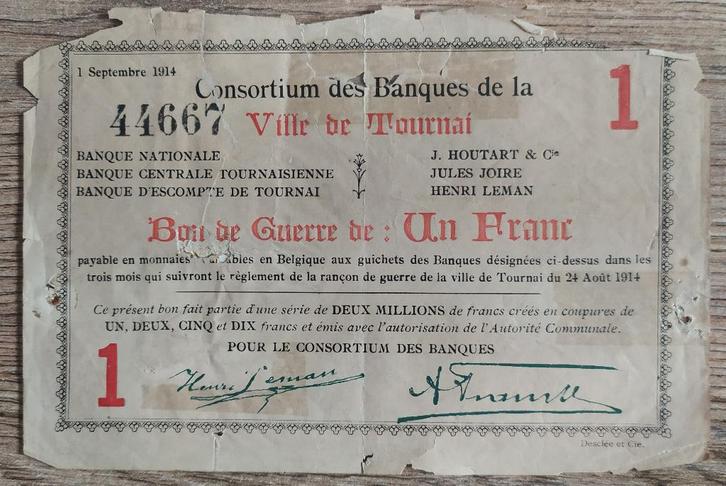 1 Septembre 1914
Consortium des Banques de la
44667 Ville de Tournai
1
BANQUE NATIONALE
BANQUE CENTRALE TOURNAISIENNE
BANQUE D'ESCOMPTE DE TOURNAI
J. HOUTART & Cie
JULES JOIRE
HENRI LEMAN
Bon de Guerre de : Un Franc
payable en monnaies en Belgique aux guichets des Banques désignées ci-dessus dans les
trois mois qui suivront le règlement de la rançon de guerre de la ville de Tournai du 24 Août 1914
Ce présent bon fait partie d'une série de DEUX MILLIONS de francs créés en coupures de
UN, DEUX, CINQ et DIX francs et émis avec l'autorisation de l'Autorité Communale.
POUR LE CONSORTIUM DES BANQUES
1
Henri Leman
Desclée et Cie.